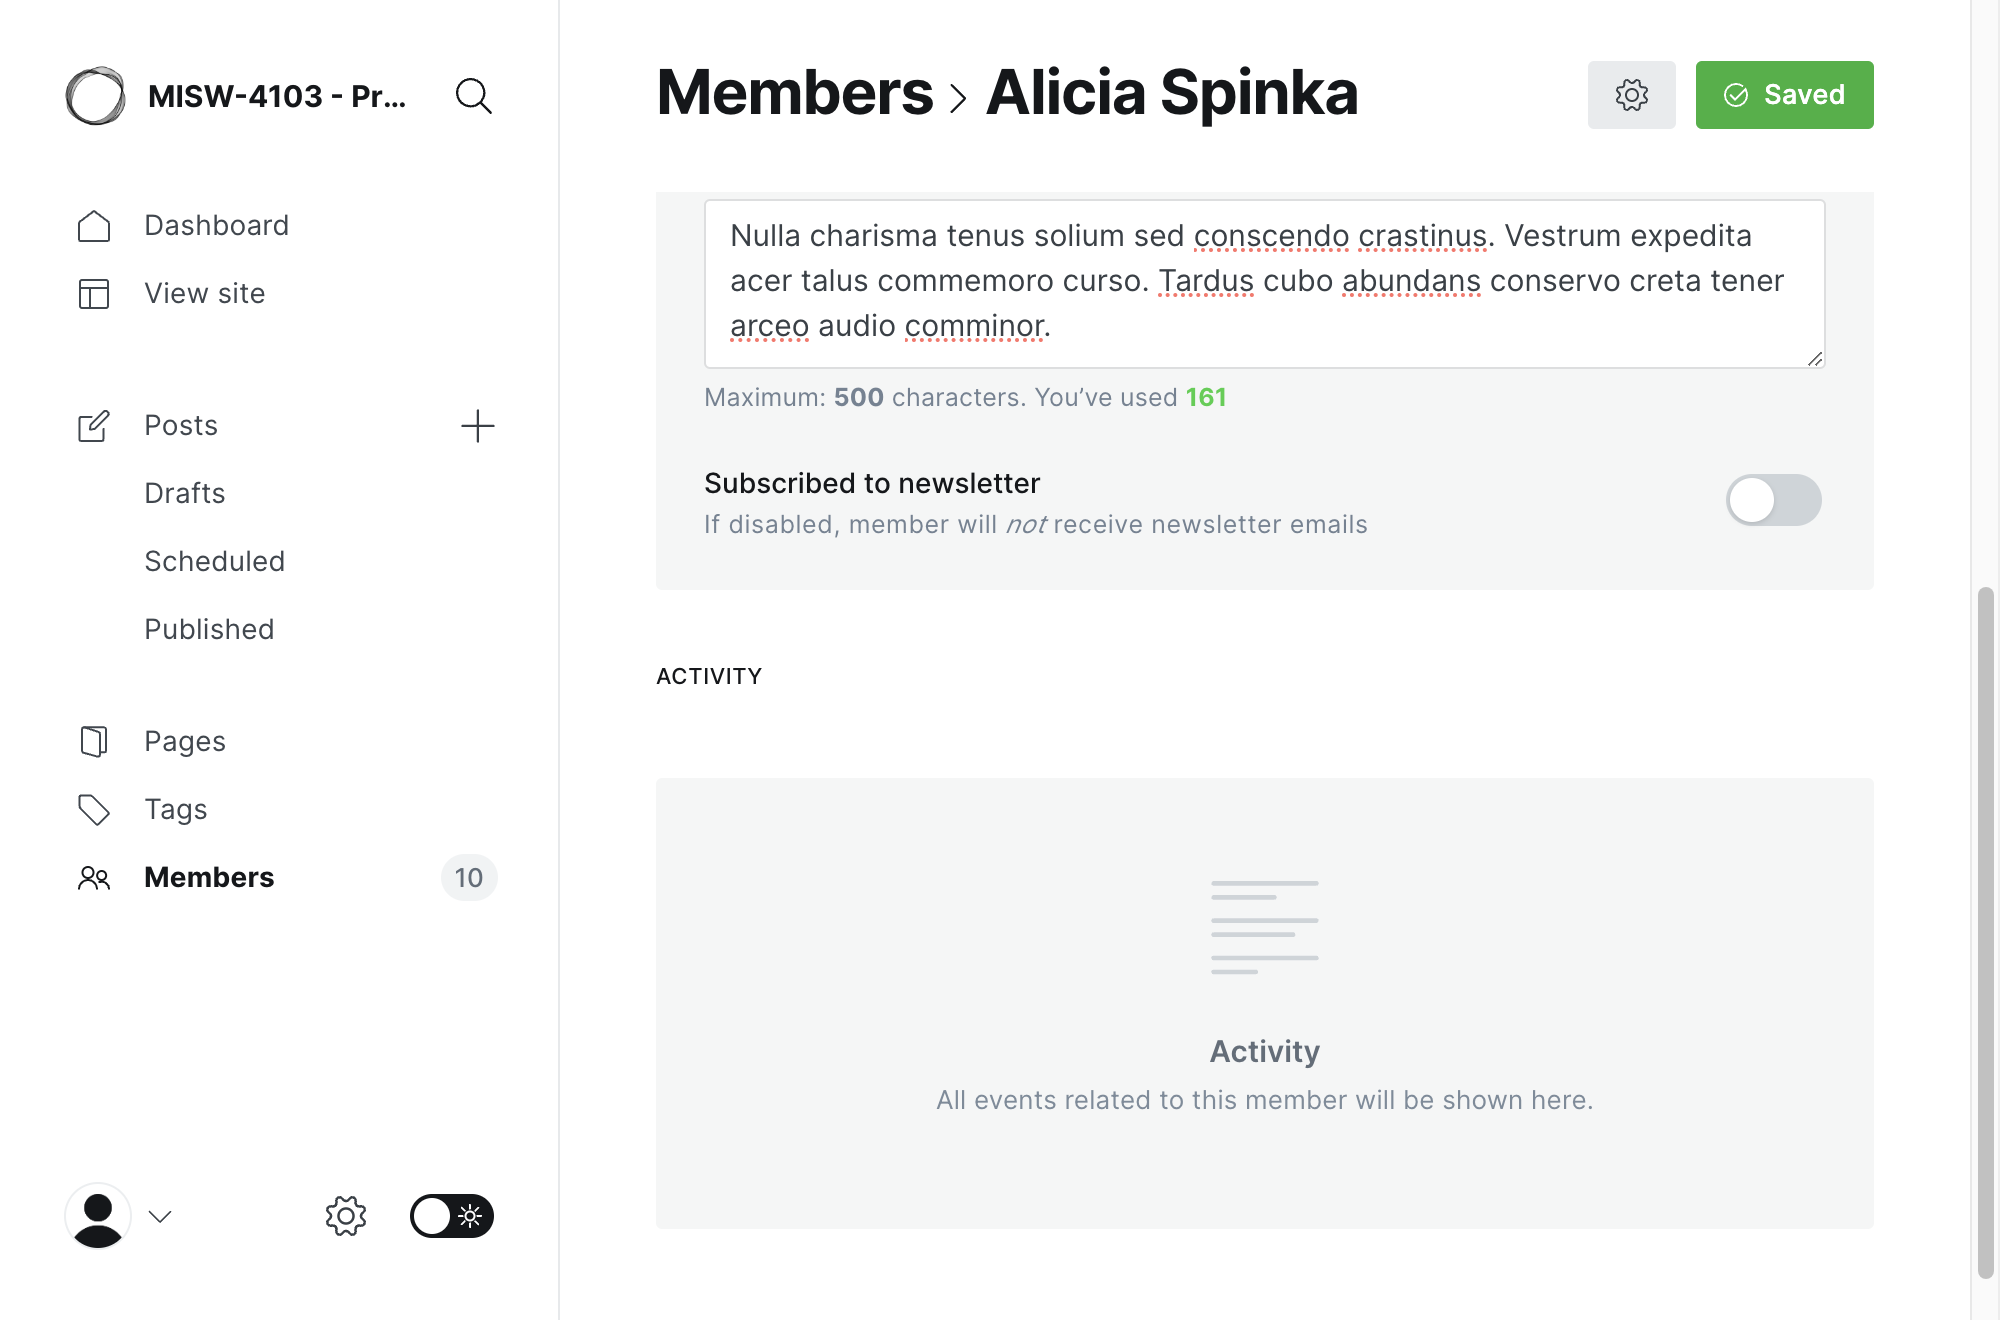 MISW-4103 - Pr...
Dashboard
View site
Posts
Drafts
Scheduled
Published
Pages
Tags
Members
10
Members > Alicia Spinka
Saved
Nulla charisma tenus solium sed conscendo crastinus. Vestrum expedita
acer talus commemoro curso. Tardus cubo abundans conservo creta tener
arceo audio comminor.
Maximum: 500 characters. You’ve used 161
Subscribed to newsletter
If disabled, member will not receive newsletter emails
ACTIVITY
Activity
All events related to this member will be shown here.